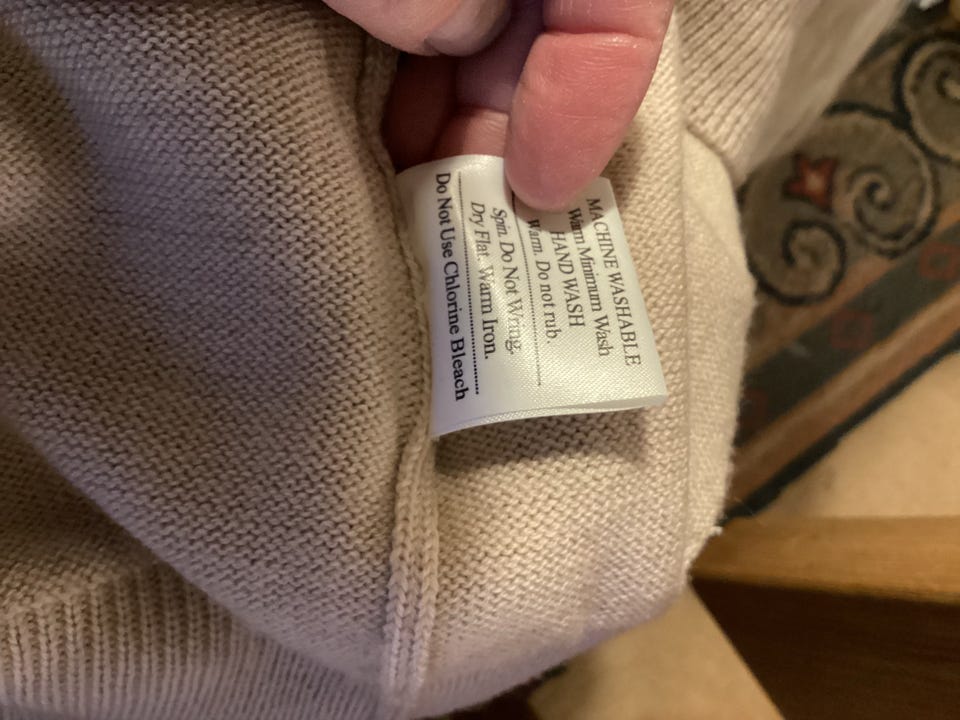 MACHINE WASHABLE
Warm Minimum Wash
HAND WASH
Warm. Do not rub.
Spin. Do Not Wring.
Dry Flat. Warm Iron.
Do Not Use Chlorine Bleach